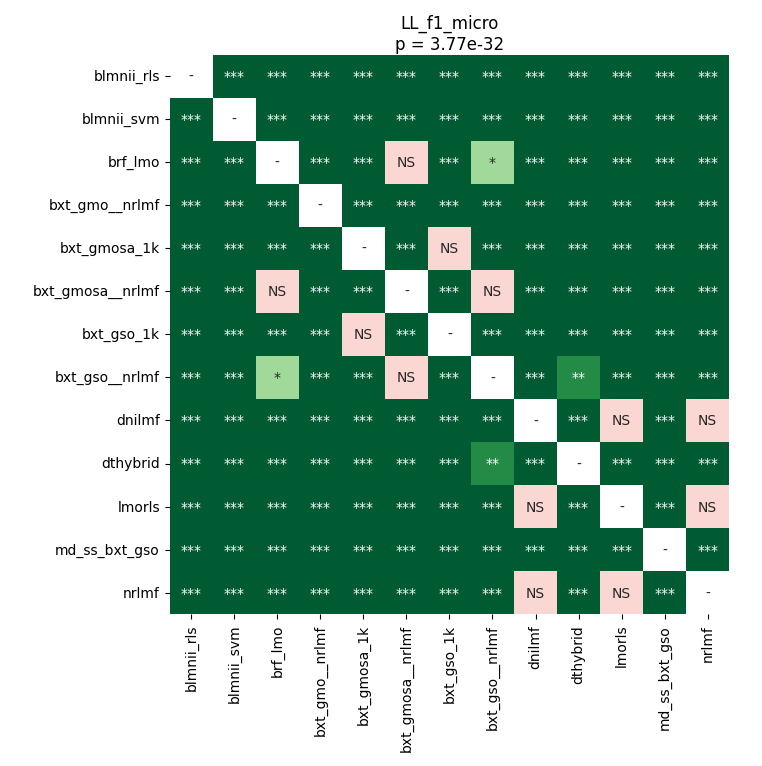 LL_f1_micro
p = 3.77e-32
blmnii_rls - *** *** *** *** *** *** *** *** *** *** *** ***
blmnii_svm *** - *** *** *** *** *** *** *** *** *** *** ***
brf_lmo *** *** - *** *** NS *** * *** *** *** *** ***
bxt_gmo__nrlmf *** *** *** - *** *** *** *** *** *** *** *** ***
bxt_gmosa_1k *** *** *** *** - *** NS *** *** *** *** *** ***
bxt_gmosa__nrlmf *** *** NS *** *** - *** NS *** *** *** *** ***
bxt_gso_1k *** *** *** *** NS *** - *** *** *** *** *** ***
bxt_gso__nrlmf *** *** * *** *** NS *** - *** ** *** *** ***
dnilmf *** *** *** *** *** *** *** *** - *** NS *** NS
dthybrid *** *** *** *** *** *** *** ** *** - *** *** ***
lmorls *** *** *** *** *** *** *** *** NS *** - *** NS
md_ss_bxt_gso *** *** *** *** *** *** *** *** *** *** *** - ***
nrlmf *** *** *** *** *** *** *** *** NS *** NS *** -
blmnii_rls
blmnii_svm
brf_lmo
bxt_gmo__nrlmf
bxt_gmosa_1k
bxt_gmosa__nrlmf
bxt_gso_1k
bxt_gso__nrlmf
dnilmf
dthybrid
lmorls
md_ss_bxt_gso
nrlmf